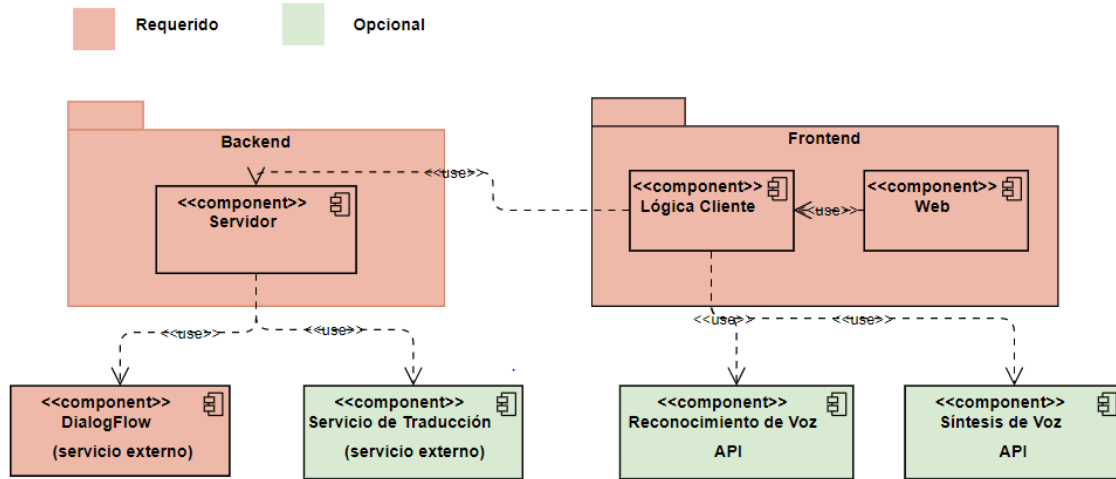 Requerido
Opcional
Backend
Frontend
<<use>>
<<component>>
Servidor
<<component>>
Lógica Cliente
<<use>>
<<component>>
Web
<<use>>
<<use>>
<<use>>
<<use>>
<<component>>
DialogFlow
(servicio externo)
<<component>>
Servicio de Traducción
(servicio externo)
<<component>>
Reconocimiento de Voz
API
<<component>>
Síntesis de Voz
API